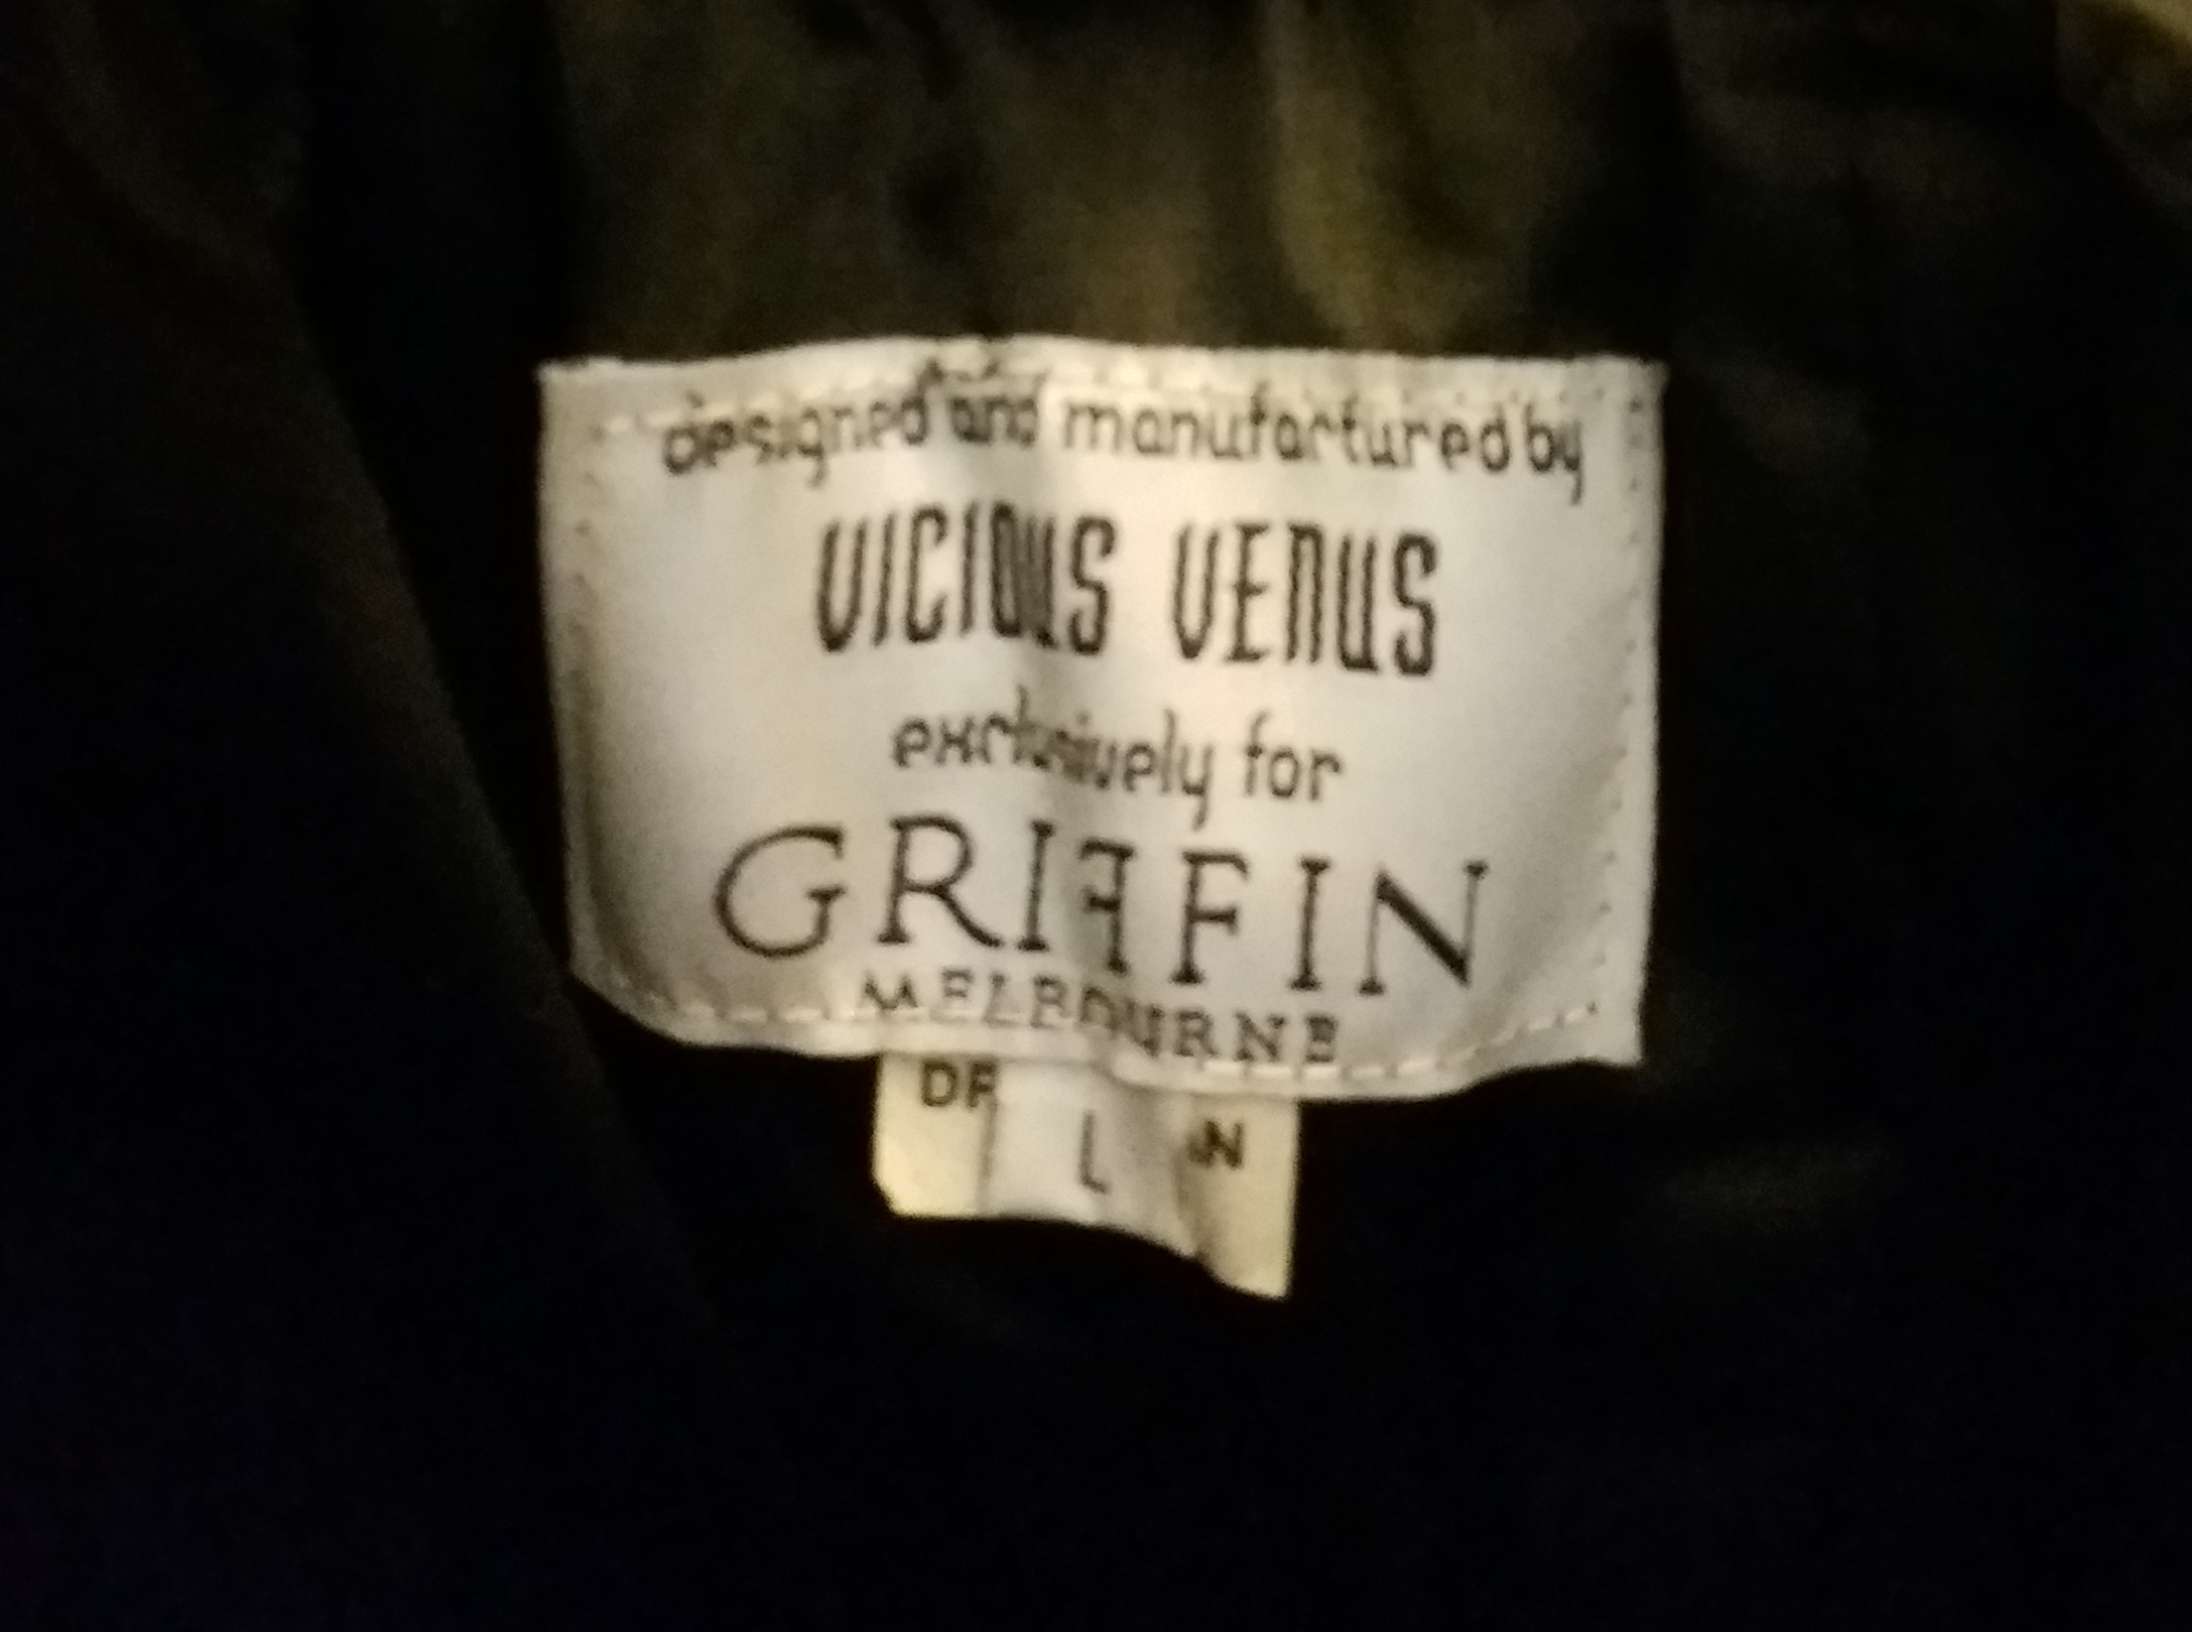 designed and manufactured by
VICIOUS VENUS
exclusively for
GRIFFIN
MELBOURNE
L